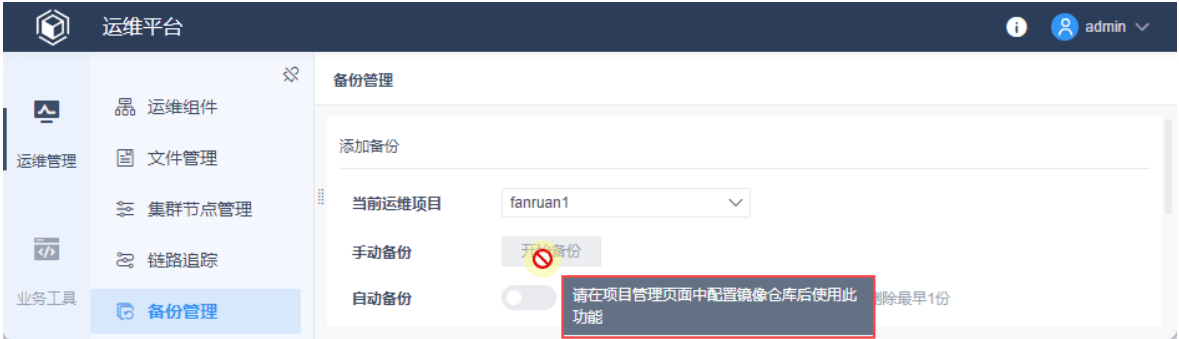 运维平台
admin
备份管理
运维管理
业务工具
运维组件
文件管理
集群节点管理
链路追踪
备份管理
添加备份
当前运维项目
fanruan1
手动备份
开始备份
自动备份
请在项目管理页面中配置镜像仓库后使用此
功能
删除最早1份